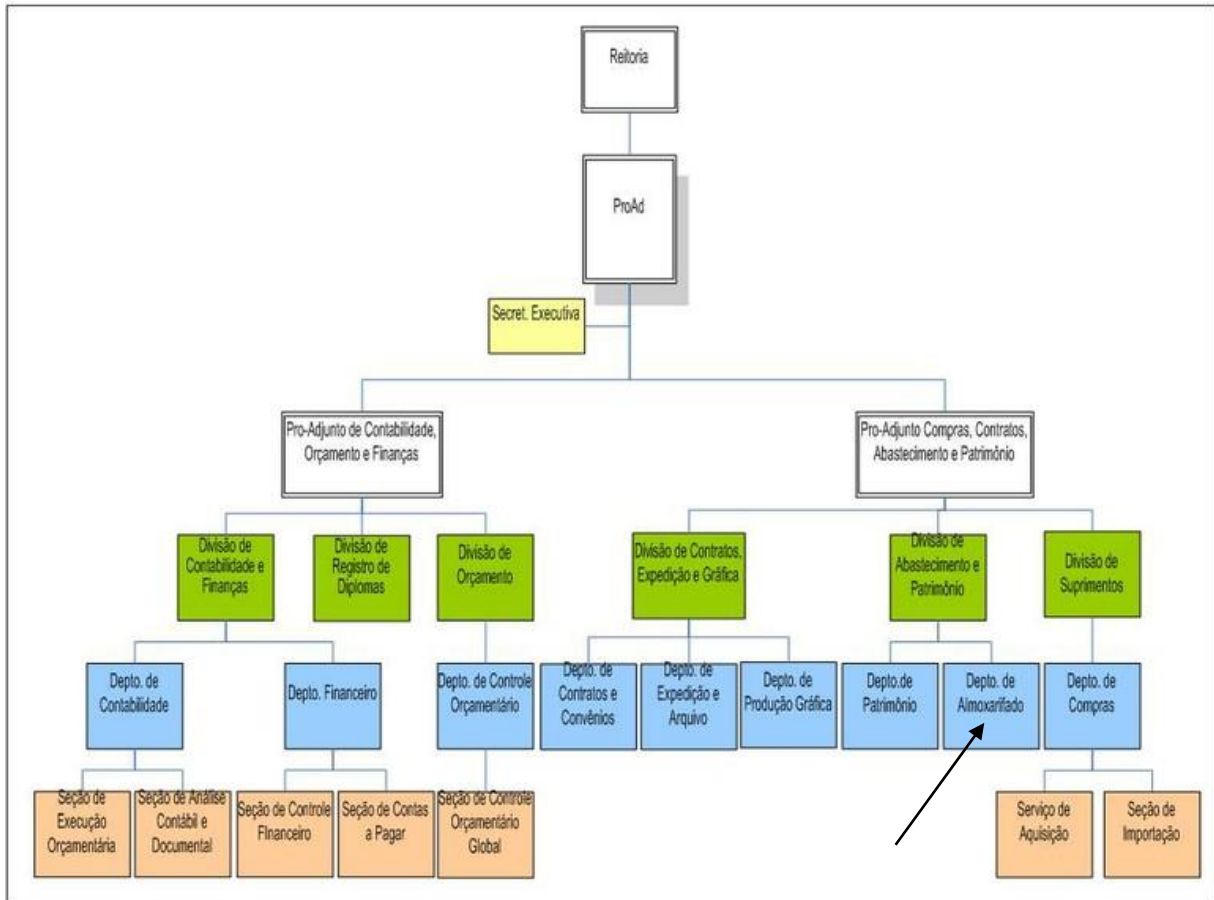 Reitoria
ProAd
Secret. Executiva
Pro-Adjunto de Contabilidade,
Orçamento e Finanças
Pro-Adjunto Compras, Contratos,
Abastecimento e Patrimônio
Divisão de
Contabilidade e
Finanças
Divisão de
Registro de
Diplomas
Divisão de
Orçamento
Divisão de Contratos,
Expedição e Gráfica
Divisão de
Abastecimento e
Patrimônio
Divisão de
Suprimentos
Depto. de
Contabilidade
Depto. Financeiro
Depto. de Controle
Orçamentário
Depto. de
Contratos e
Convênios
Depto. de
Expedição e
Arquivo
Depto. de
Produção Gráfica
Depto.de
Patrimônio
Depto. de
Almoxarifado
Depto. de
Compras
Seção de
Execução
Orçamentária
Seção de Análise
Contábil e
Documental
Seção de Controle
FInanceiro
Seção de Contas
a Pagar
Seção de Controle
Orçamentário
Global
Serviço de
Aquisição
Seção de
Importação